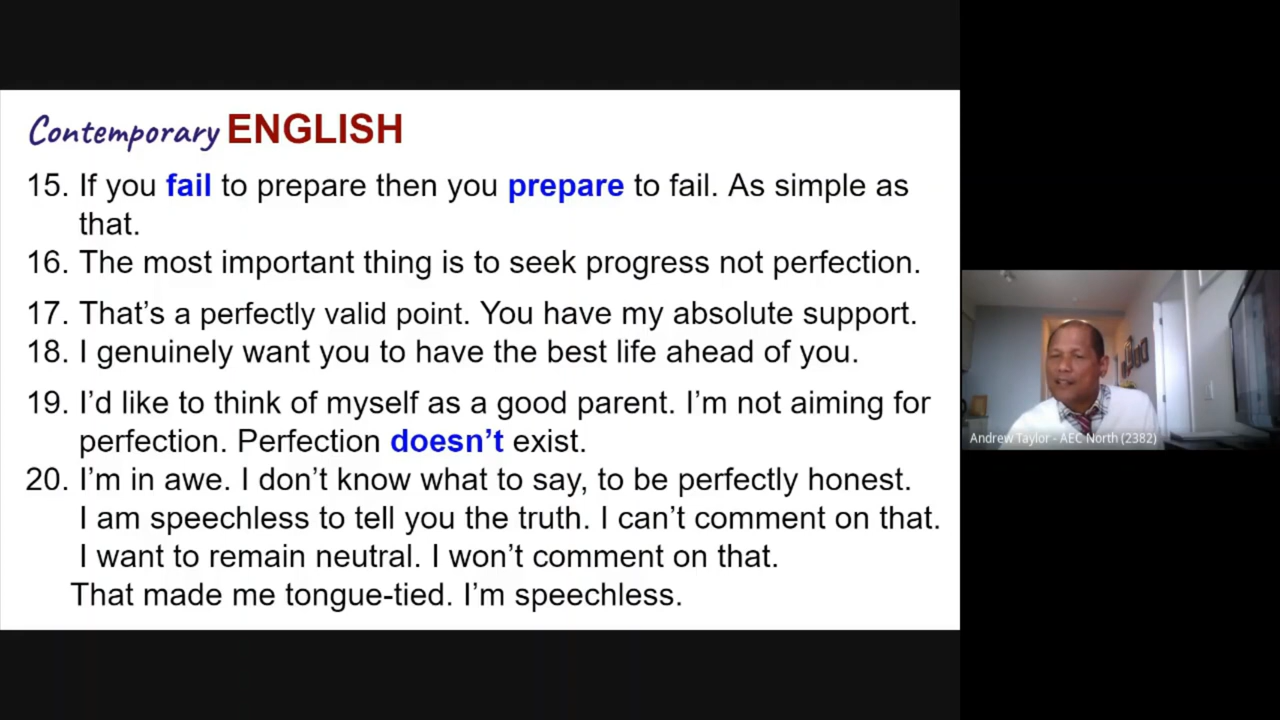 Contemporary ENGLISH
15. If you fail to prepare then you prepare to fail. As simple as
that.
16. The most important thing is to seek progress not perfection.
17. That’s a perfectly valid point. You have my absolute support.
18. I genuinely want you to have the best life ahead of you.
19. I’d like to think of myself as a good parent. I’m not aiming for
perfection. Perfection doesn’t exist.
20. I’m in awe. I don’t know what to say, to be perfectly honest.
I am speechless to tell you the truth. I can’t comment on that.
I want to remain neutral. I won’t comment on that.
That made me tongue-tied. I’m speechless.
Andrew Taylor - AEC North (2382)